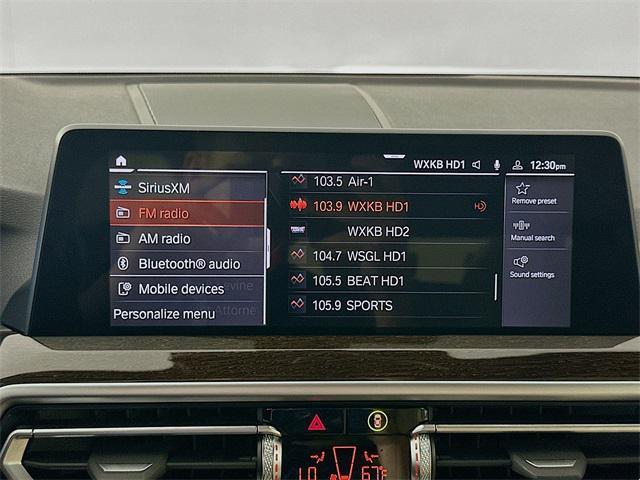 WXKB HD1
12:30pm
SiriusXM
FM radio
AM radio
Bluetooth® audio
Mobile devices
Personalize menu
103.5 Air-1
103.9 WXKB HD1
WXKB HD2
104.7 WSGL HD1
105.5 BEAT HD1
105.9 SPORTS
Remove preset
Manual search
Sound settings
LO
67°F